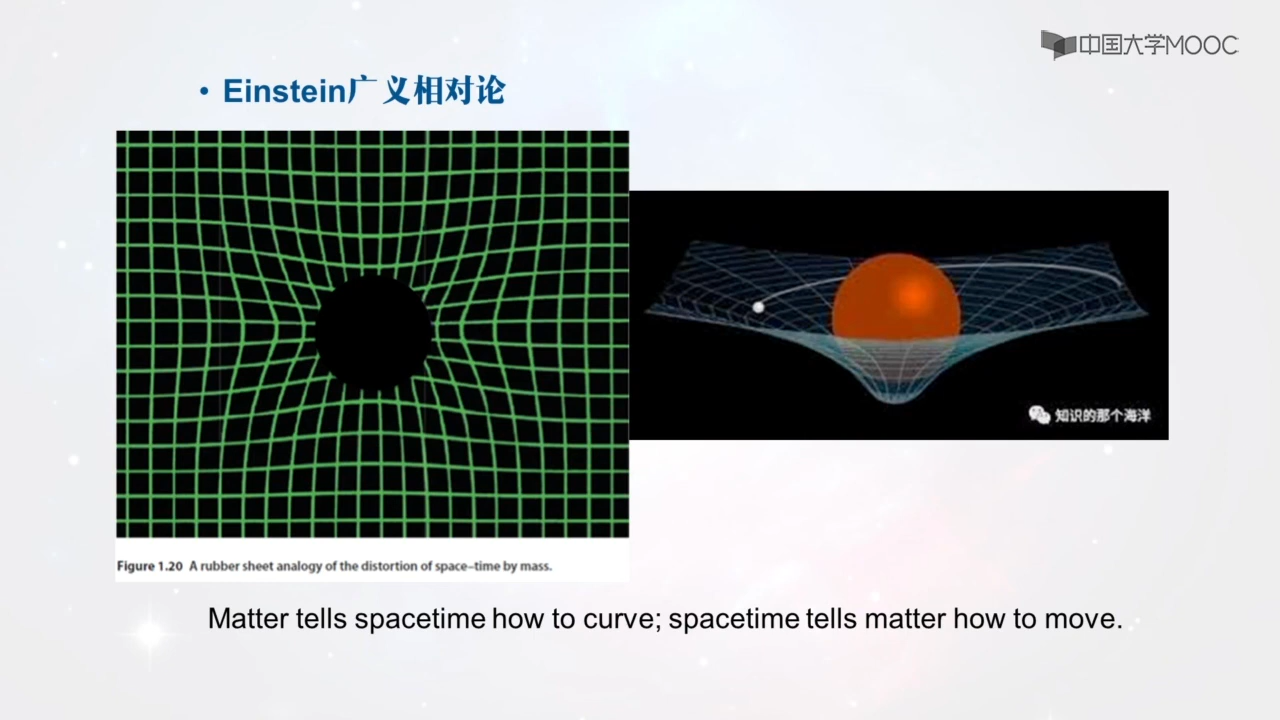 中国大学MOOC
• Einstein广义相对论
知识的那个海洋
Figure 1.20 A rubber sheet analogy of the distortion of space–time by mass.
Matter tells spacetime how to curve; spacetime tells matter how to move.